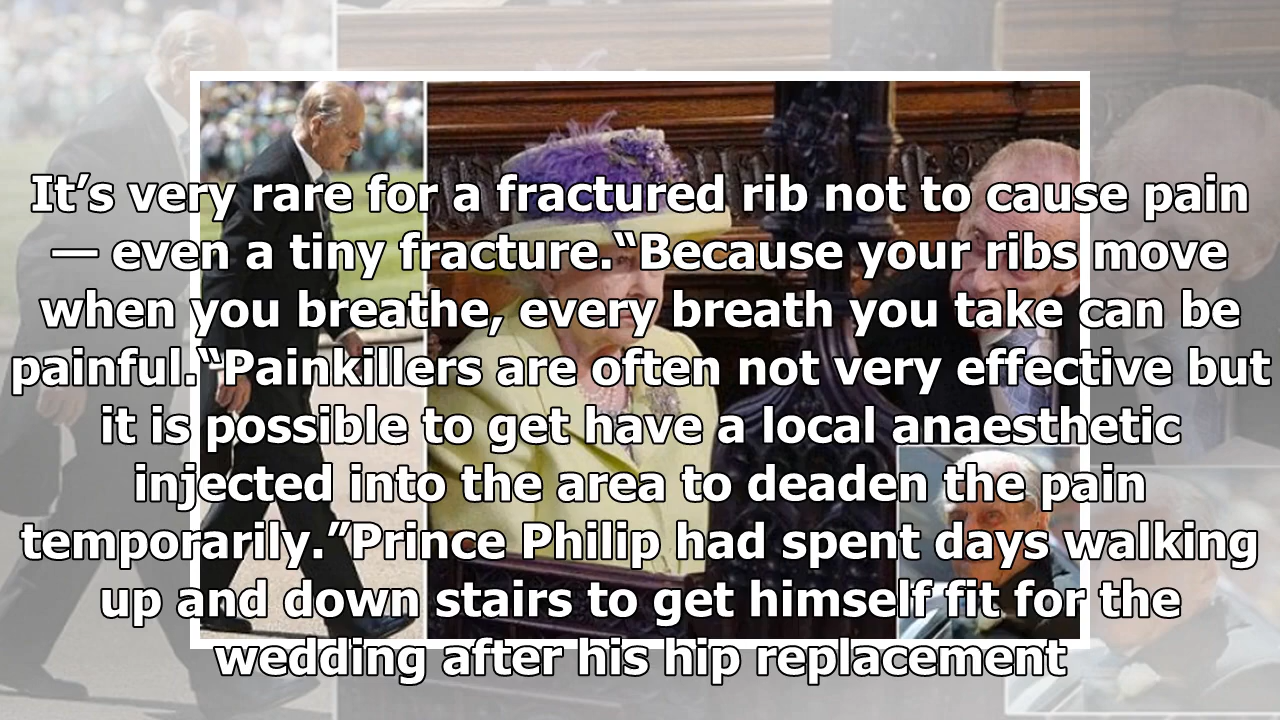 It’s very rare for a fractured rib not to cause pain
— even a tiny fracture.“Because your ribs move
when you breathe, every breath you take can be
painful.“Painkillers are often not very effective but
it is possible to get have a local anaesthetic
injected into the area to deaden the pain
temporarily.”Prince Philip had spent days walking
up and down stairs to get himself fit for the
wedding after his hip replacement